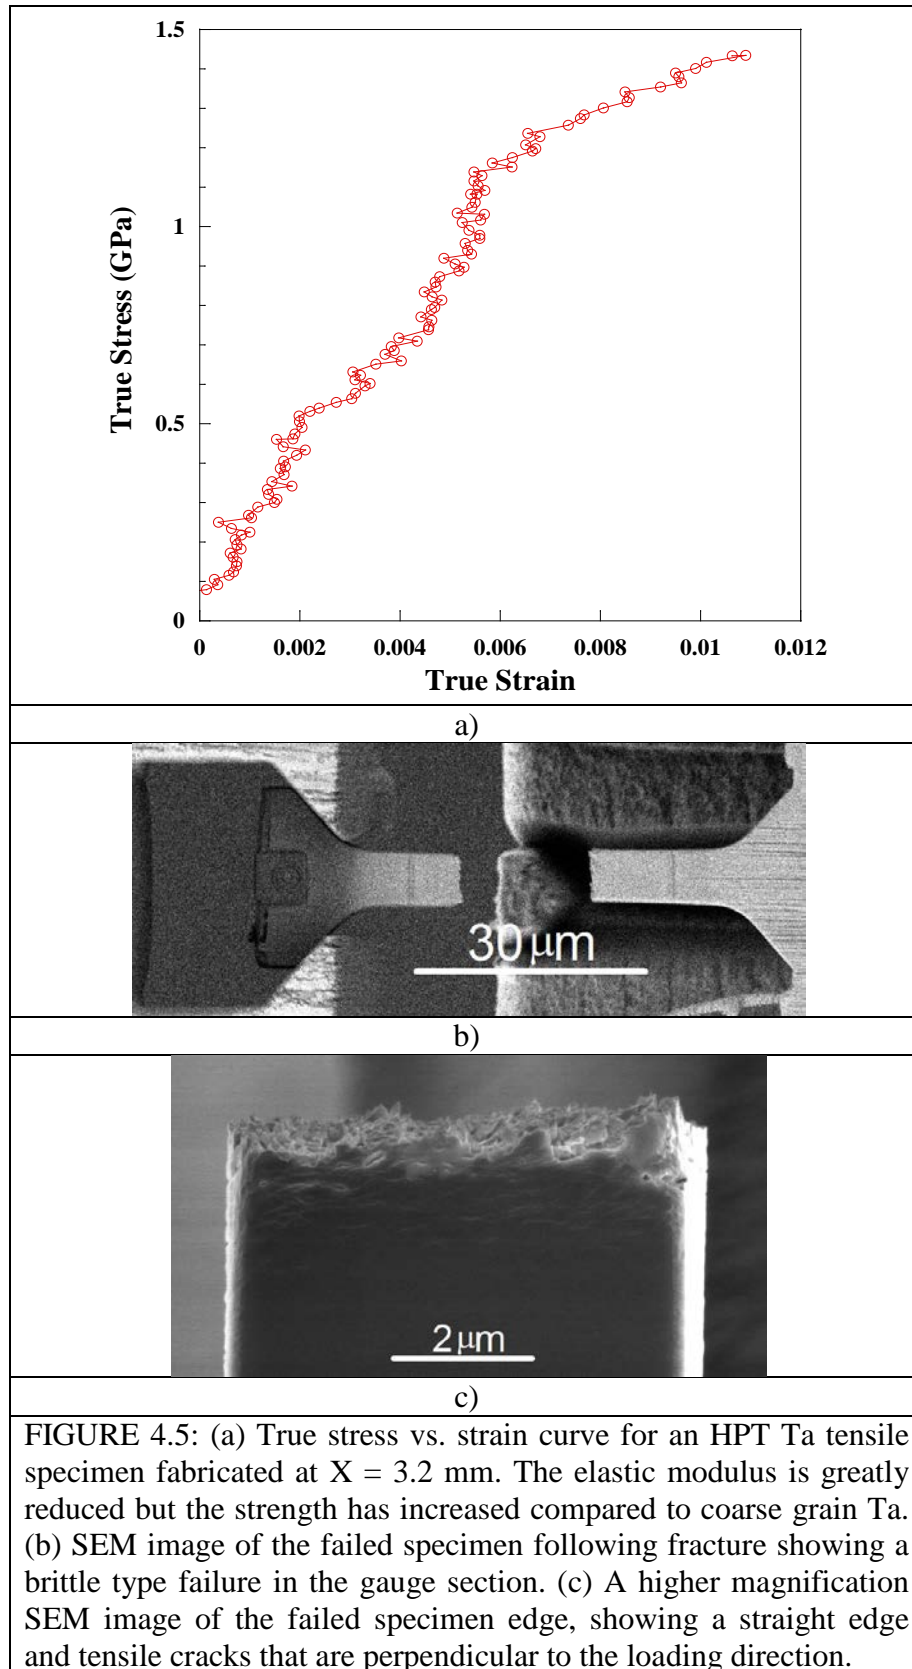 1.5
1
0.5
0
True Stress (GPa)
0 0.002 0.004 0.006 0.008 0.01 0.012
True Strain
a)
30 μm
b)
2 μm
c)
FIGURE 4.5: (a) True stress vs. strain curve for an HPT Ta tensile
specimen fabricated at X = 3.2 mm. The elastic modulus is greatly
reduced but the strength has increased compared to coarse grain Ta.
(b) SEM image of the failed specimen following fracture showing a
brittle type failure in the gauge section. (c) A higher magnification
SEM image of the failed specimen edge, showing a straight edge
and tensile cracks that are perpendicular to the loading direction.